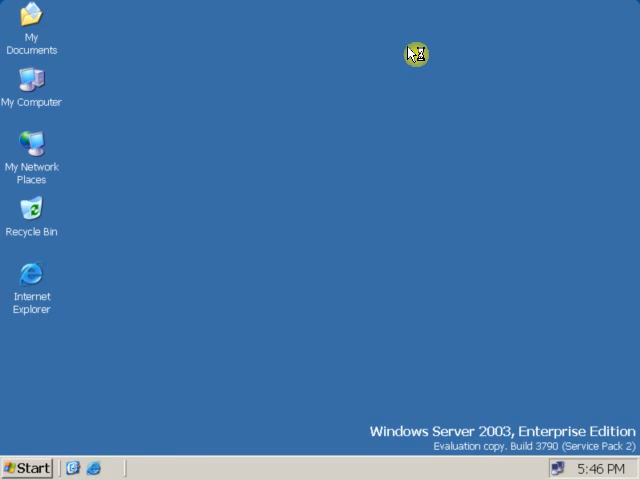 My
Documents
My Computer
My Network
Places
Recycle Bin
Internet
Explorer
Windows Server 2003, Enterprise Edition
Evaluation copy. Build 3790 (Service Pack 2)
Start
5:46 PM